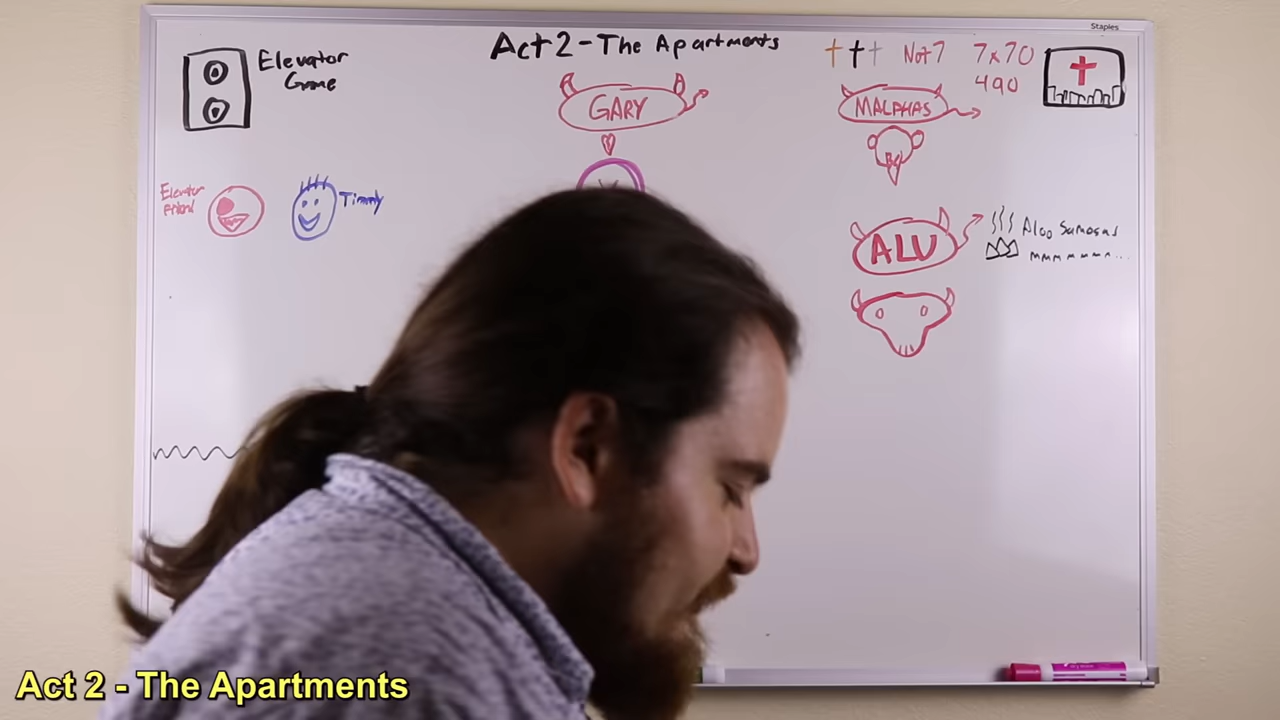 Staples
Act 2 - The Apartments
Elevator
Game
Not 7
7x70
490
GARY
MALPHAS
Elevator
Friend
Timmy
ALU
Aloo Samosas
mmmmmmm...
Act 2 - The Apartments